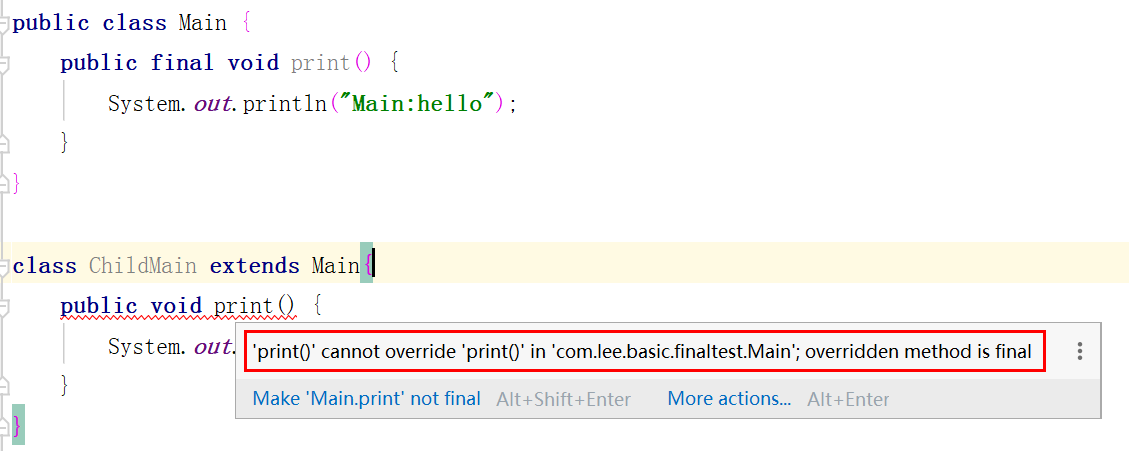 public class Main {
public final void print() {
System.out.println("Main:hello");
}
}
class ChildMain extends Main{
public void print() {
System.out.
'print()' cannot override 'print()' in 'com.lee.basic.finaltest.Main'; overridden method is final
Make 'Main.print' not final Alt+Shift+Enter More actions... Alt+Enter
}
}